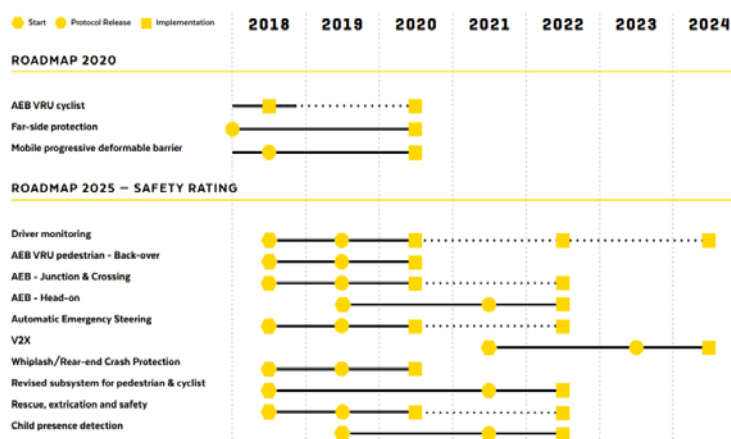 Start Protocol Release Implementation 2018 2019 2020 2021 2022 2023 2024
ROADMAP 2020
AEB VRU cyclist
Far-side protection
Mobile progressive deformable barrier
ROADMAP 2025 – SAFETY RATING
Driver monitoring
AEB VRU pedestrian - Back-over
AEB - Junction & Crossing
AEB - Head-on
Automatic Emergency Steering
V2X
Whiplash/Rear-end Crash Protection
Revised subsystem for pedestrian & cyclist
Rescue, extrication and safety
Child presence detection